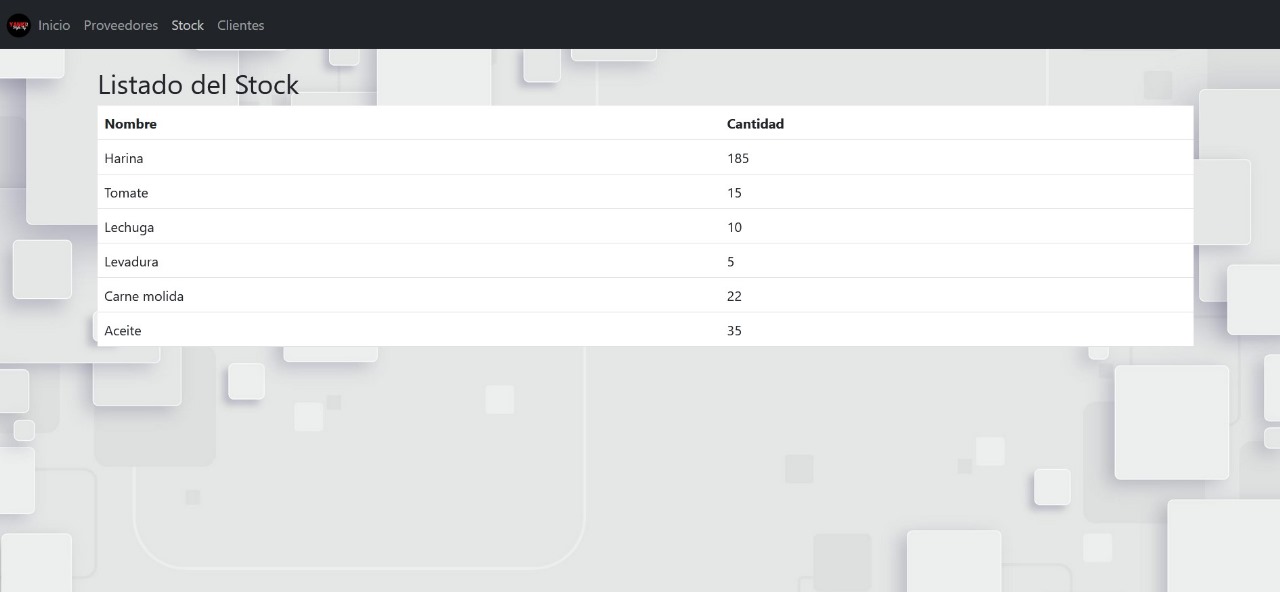 Inicio Proveedores Stock Clientes
Listado del Stock
Nombre Cantidad
Harina 185
Tomate 15
Lechuga 10
Levadura 5
Carne molida 22
Aceite 35